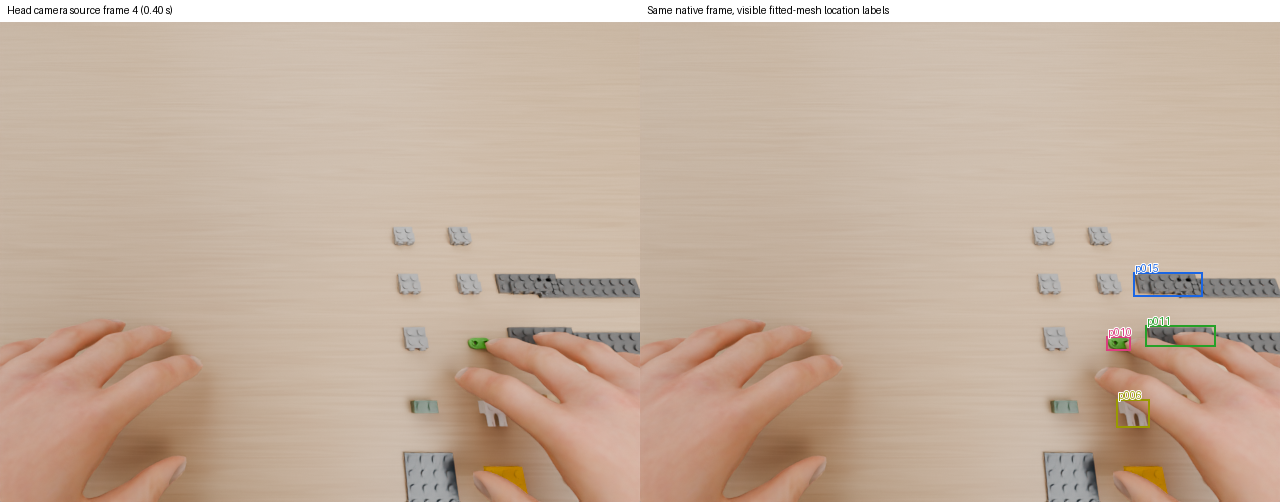 Head camera source frame 4 (0.40 s)
Same native frame, visible fitted-mesh location labels
p015
p011
p010
p006